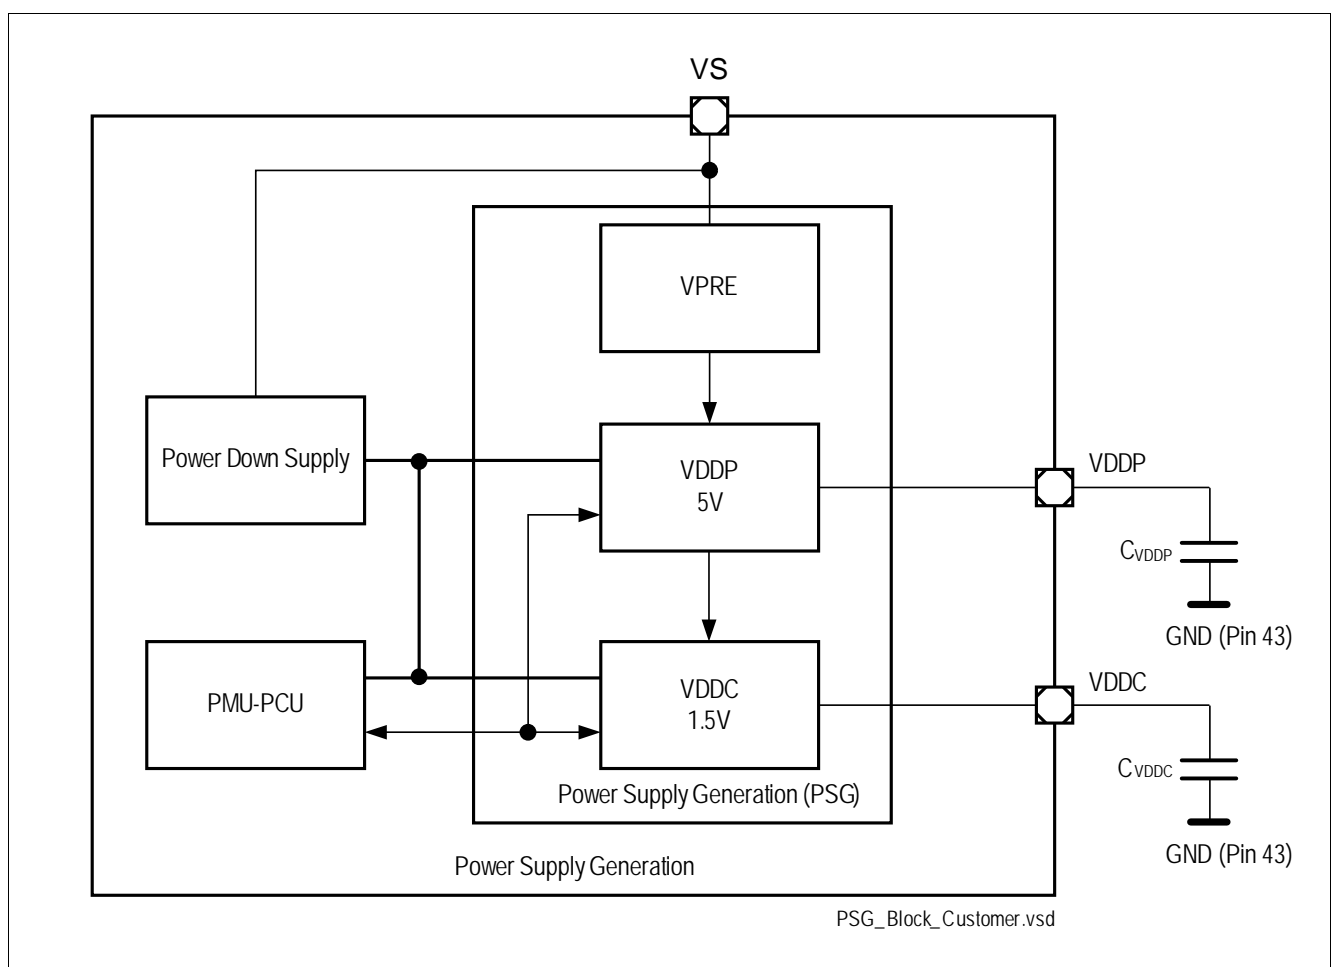 VS
VPRE
Power Down Supply
VDDP
5V
VDDP
CVDDP
GND (Pin 43)
PMU-PCU
VDDC
1.5V
VDDC
CVDDC
GND (Pin 43)
Power Supply Generation (PSG)
Power Supply Generation
PSG_Block_Customer.vsd